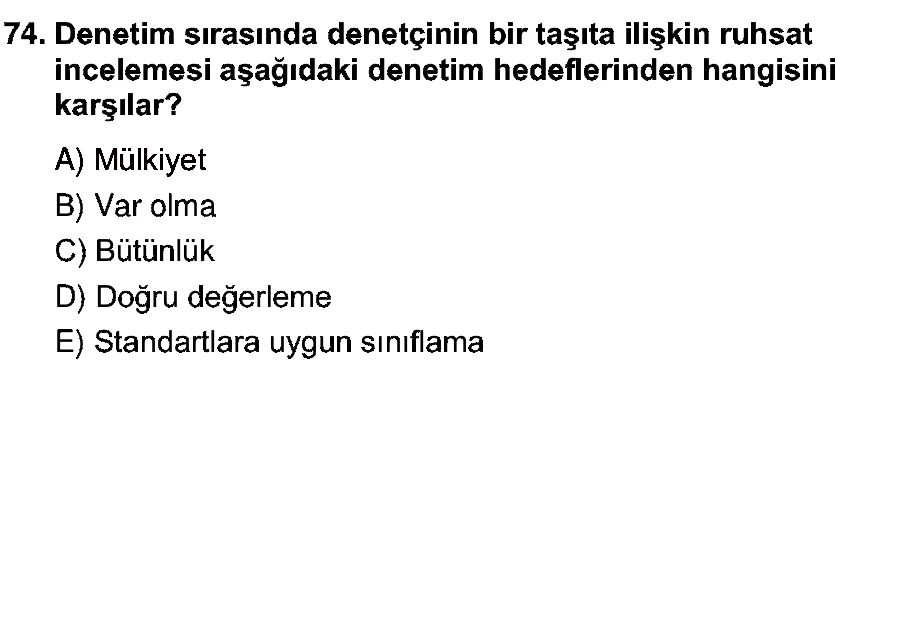 74. Denetim sırasında denetçinin bir taşıta ilişkin ruhsat
incelemesi aşağıdaki denetim hedeflerinden hangisini
karşılar?
A) Mülkiyet
B) Var olma
C) Bütünlük
D) Doğru değerleme
E) Standartlara uygun sınıflama